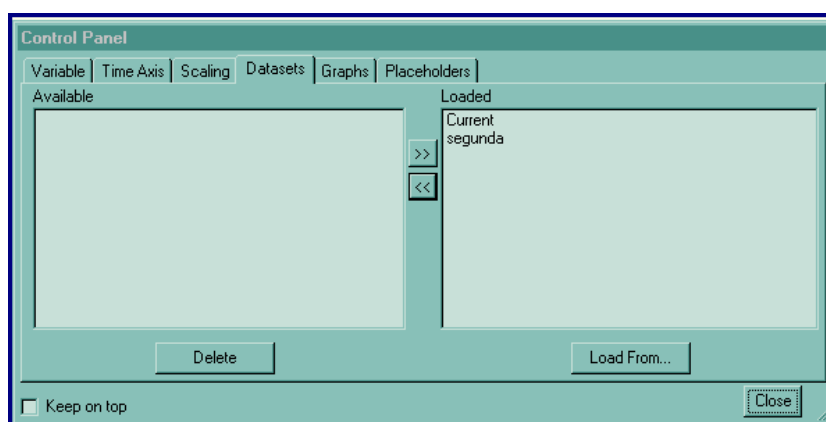 Control Panel
Variable Time Axis Scaling Datasets Graphs Placeholders
Available Loaded
Current
segunda
>>
<<
Delete Load From...
Keep on top Close